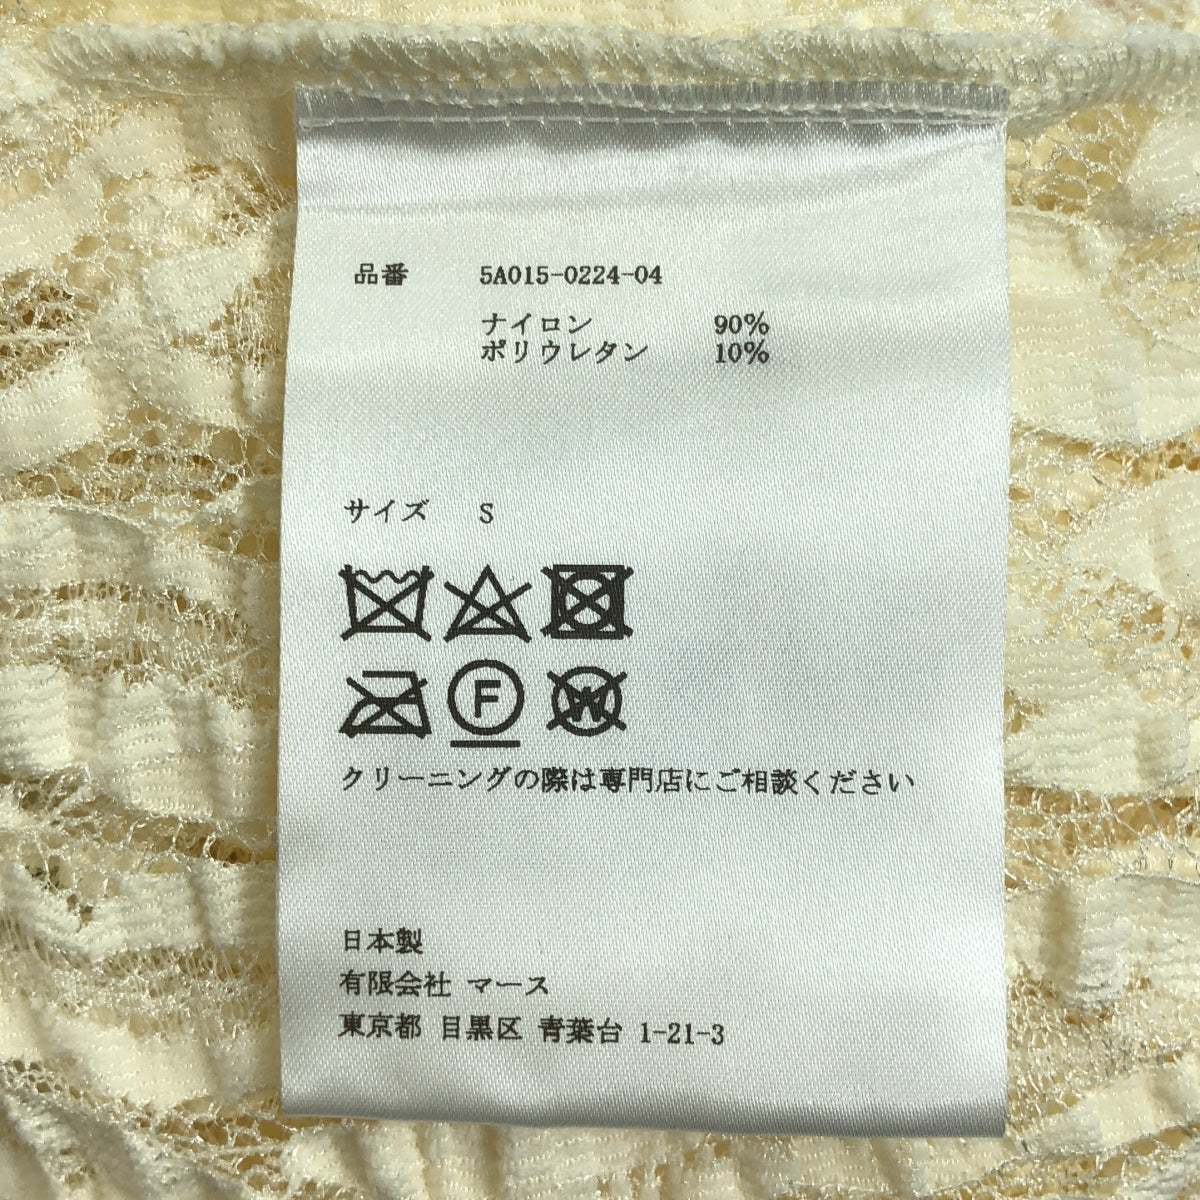 品番 5A015-0224-04
ナイロン 90%
ポリウレタン 10%
サイズ S
F W
クリーニングの際は専門店にご相談ください
日本製
有限会社 マース
東京都 目黒区 青葉台 1-21-3